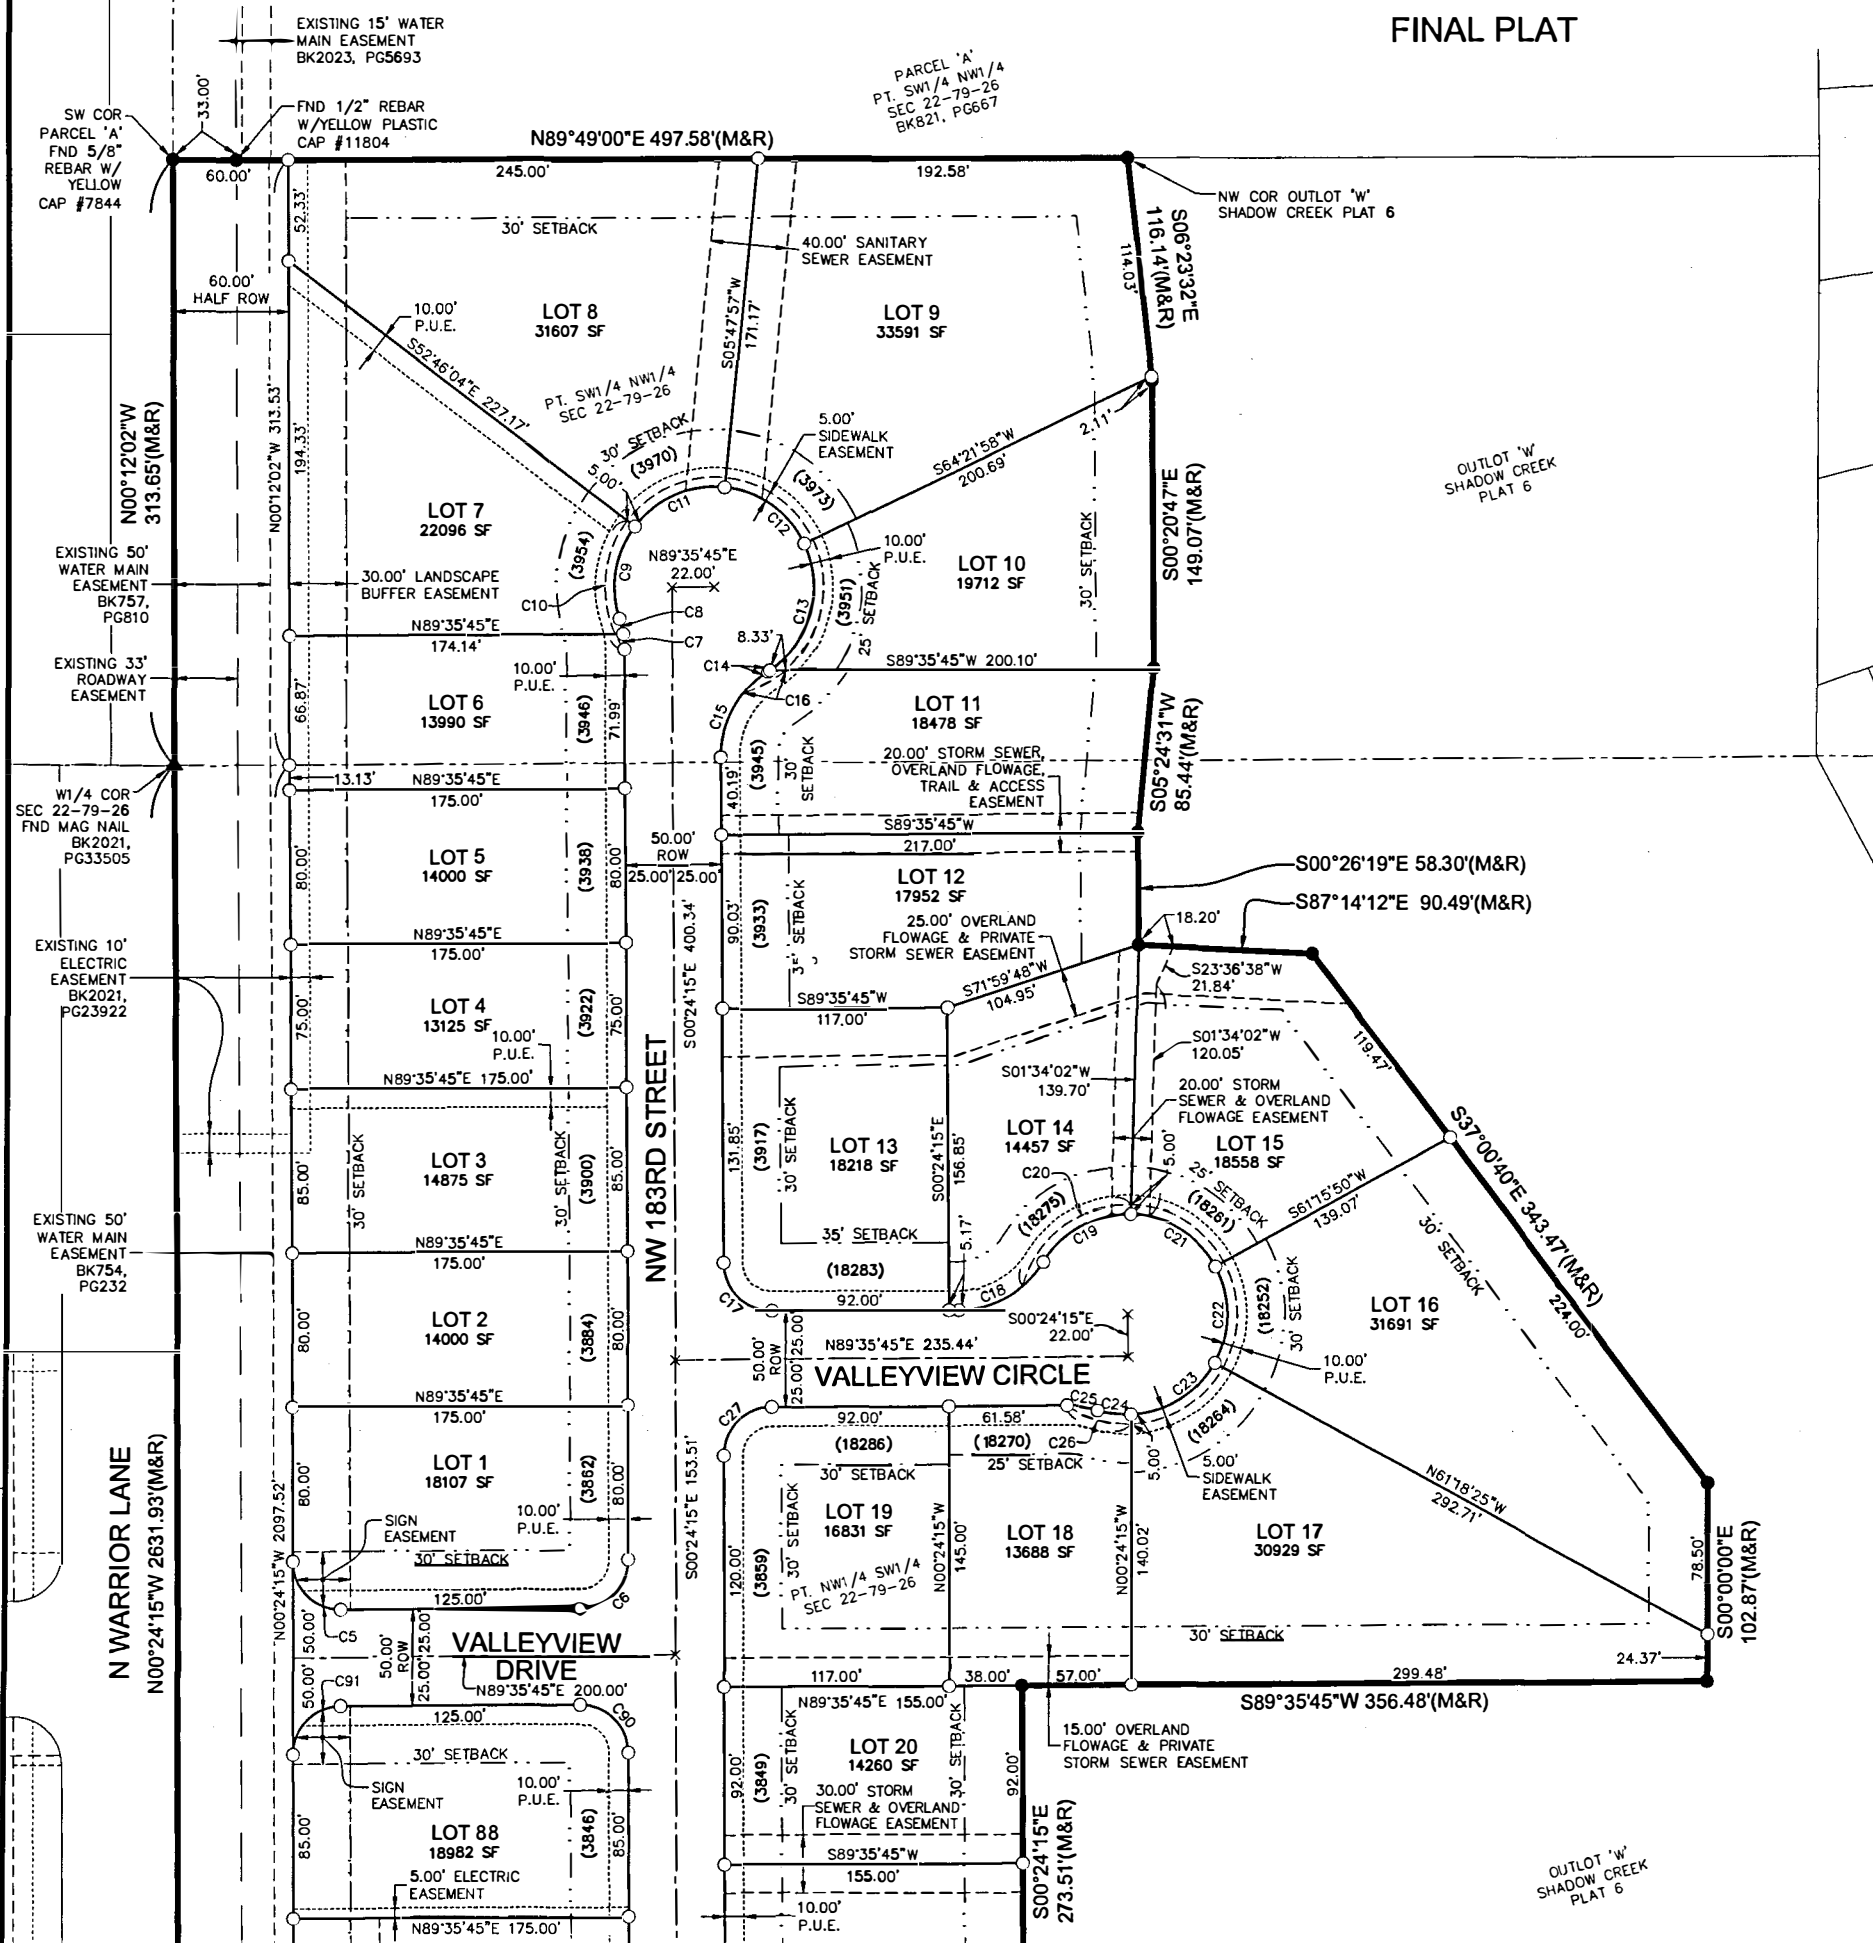 FINAL PLAT
EXISTING 15' WATER
MAIN EASEMENT
BK2023, PG5693
PARCEL 'A'
PT. SW1/4 NW1/4
SEC 22-79-26
BK821, PG667
SW COR
PARCEL 'A'
FND 5/8"
REBAR W/
YELLOW
CAP #7844
33.00'
FND 1/2" REBAR
W/YELLOW PLASTIC
CAP #11804
N89°49'00"E 497.58'(M&R)
60.00'
245.00'
192.58'
NW COR OUTLOT 'W'
SHADOW CREEK PLAT 6
S06°23'32"E
116.14'(M&R)
114.03'
52.33'
30' SETBACK
40.00' SANITARY
SEWER EASEMENT
60.00'
HALF ROW
10.00'
P.U.E.
LOT 8
31607 SF
S05°47'57"W
171.17'
LOT 9
33591 SF
S52°46'04"E 227.17'
PT. SW1/4 NW1/4
SEC 22-79-26
N00°12'02"W
313.65'(M&R)
N00°12'02"W 313.53'
194.33'
30' SETBACK
(3970)
5.00'
5.00'
SIDEWALK
EASEMENT
(3973)
S64°21'58"W
200.69'
2.11'
OUTLOT 'W'
SHADOW CREEK
PLAT 6
LOT 7
22096 SF
C11
C12
(3954)
C9
N89°35'45"E
22.00'
10.00'
P.U.E.
LOT 10
19712 SF
30' SETBACK
S00°20'47"E
149.07'(M&R)
EXISTING 50'
WATER MAIN
EASEMENT
BK757,
PG810
30.00' LANDSCAPE
BUFFER EASEMENT
C10
C8
C7
C13
(3951)
25' SETBACK
N89°35'45"E
174.14'
8.33'
C14
S89°35'45"W 200.10'
EXISTING 33'
ROADWAY
EASEMENT
10.00'
P.U.E.
C16
C15
66.87'
LOT 6
13990 SF
(3946)
71.99'
LOT 11
18478 SF
S05°24'31"W
85.44'(M&R)
(3945)
30'
SETBACK
40.19'
20.00' STORM SEWER,
OVERLAND FLOWAGE,
TRAIL & ACCESS
EASEMENT
13.13'
N89°35'45"E
175.00'
W1/4 COR
SEC 22-79-26
FND MAG NAIL
BK2021,
PG33505
S89°35'45"W
217.00'
50.00'
ROW
25.00' 25.00'
LOT 5
14000 SF
80.00'
(3938)
80.00'
LOT 12
17952 SF
S00°26'19"E 58.30'(M&R)
S87°14'12"E 90.49'(M&R)
90.03'
(3933)
35' SETBACK
25.00' OVERLAND
FLOWAGE & PRIVATE
STORM SEWER EASEMENT
18.20'
N89°35'45"E
175.00'
EXISTING 10'
ELECTRIC
EASEMENT
BK2021,
PG23922
S00°24'15"E 400.34'
S71°59'48"W
104.95'
S23°36'38"W
21.84'
S89°35'45"W
117.00'
LOT 4
13125 SF
75.00'
(3922)
75.00'
10.00'
P.U.E.
S01°34'02"W
120.05'
119.47'
N89°35'45"E 175.00'
S01°34'02"W
139.70'
20.00' STORM
SEWER & OVERLAND
FLOWAGE EASEMENT
NW 183RD STREET
LOT 3
14875 SF
85.00'
30' SETBACK
30' SETBACK
(3900)
85.00'
131.85'
(3917)
30' SETBACK
LOT 13
18218 SF
S00°24'15"E
156.85'
LOT 14
14457 SF
5.00'
LOT 15
18558 SF
S37°00'40"E 343.47'(M&R)
C20
25' SETBACK
(18275)
(18261)
S61°15'50"W
139.07'
30' SETBACK
EXISTING 50'
WATER MAIN
EASEMENT
BK754,
PG232
N89°35'45"E
175.00'
35' SETBACK
5.17'
C19
C21
(18283)
C17
92.00'
C18
C22
(18252)
30' SETBACK
224.00'
LOT 2
14000 SF
80.00'
(3884)
80.00'
S00°24'15"E
22.00'
LOT 16
31691 SF
50.00'
ROW
25.00' 25.00'
N89°35'45"E 235.44'
10.00'
P.U.E.
VALLEYVIEW CIRCLE
N89°35'45"E
175.00'
C27
92.00'
61.58'
C25
C24
C23
(18264)
(18286)
(18270)
C26
30' SETBACK
25' SETBACK
5.00'
5.00'
SIDEWALK
EASEMENT
N61°18'25"W
292.71'
LOT 1
18107 SF
80.00'
(3862)
80.00'
10.00'
P.U.E.
SIGN
EASEMENT
30' SETBACK
N WARRIOR LANE
N00°24'15"W 2631.93'(M&R)
N00°24'15"W 2097.52'
S00°24'15"E 153.51'
120.00'
(3859)
30' SETBACK
LOT 19
16831 SF
PT. NW1/4 SW1/4
SEC 22-79-26
N00°24'15"W
145.00'
LOT 18
13688 SF
N00°24'15"W
140.02'
LOT 17
30929 SF
78.50'
S00°00'00"E
102.87'(M&R)
125.00'
C6
C5
50.00'
50.00'
ROW
25.00' 25.00'
VALLEYVIEW
DRIVE
N89°35'45"E 200.00'
30' SETBACK
24.37'
50.00'
C91
125.00'
C90
117.00'
38.00'
57.00'
299.48'
N89°35'45"E 155.00'
S89°35'45"W 356.48'(M&R)
30' SETBACK
SIGN
EASEMENT
10.00'
P.U.E.
LOT 20
14260 SF
92.00'
(3849)
30' SETBACK
30' SETBACK
92.00'
15.00' OVERLAND
FLOWAGE & PRIVATE
STORM SEWER EASEMENT
30.00' STORM
SEWER & OVERLAND
FLOWAGE EASEMENT
LOT 88
18982 SF
85.00'
(3846)
85.00'
5.00' ELECTRIC
EASEMENT
S89°35'45"W
155.00'
S00°24'15"E
273.51'(M&R)
10.00'
P.U.E.
N89°35'45"E 175.00'
OUTLOT 'W'
SHADOW CREEK
PLAT 6